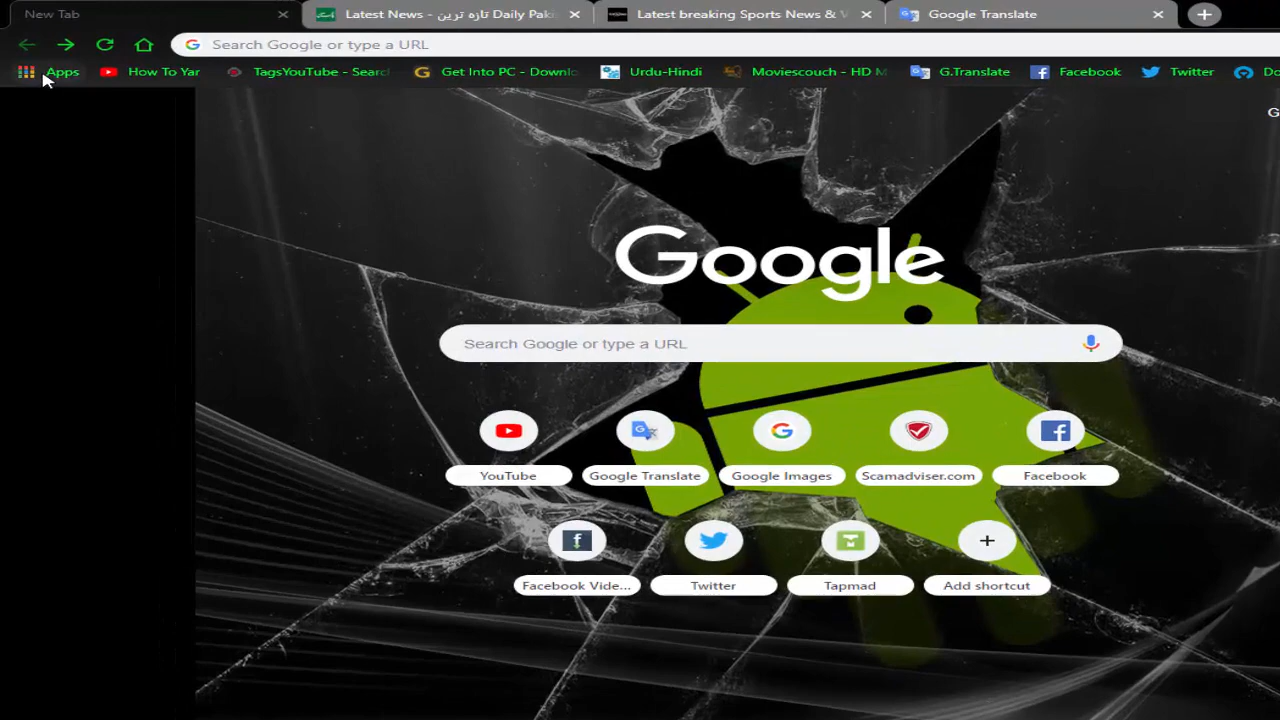 New Tab
Latest News - تازہ ترین Daily Paki
Latest breaking Sports News & V
Google Translate
Search Google or type a URL
Apps
How To Yar
TagsYouTube - Searc
Get Into PC - Downlo
Urdu-Hindi
Moviescouch - HD M
G.Translate
Facebook
Twitter
Do
G
Google
Search Google or type a URL
YouTube
Google Translate
Google Images
Scamadviser.com
Facebook
Facebook Vide...
Twitter
Tapmad
Add shortcut